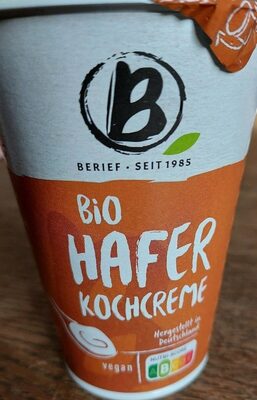 B
BERIEF · SEIT 1985
BiO
HAFER
KOCHCREME
Hergestellt in
Deutschland
vegan
NUTRI-SCORE
B